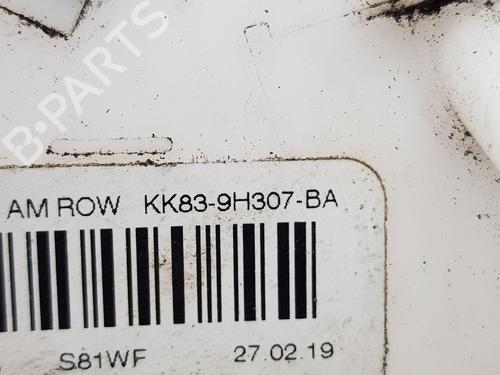 B-PARTS
AM ROW KK83-9H307-BA
S81WF 27.02.19